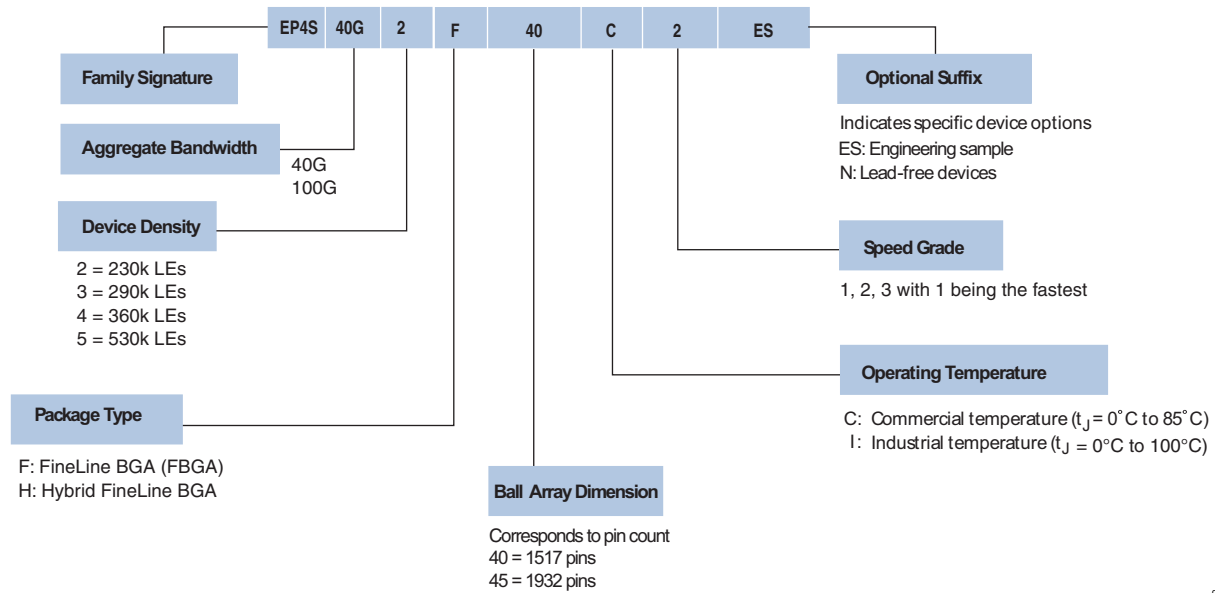 EP4S 40G 2 F 40 C 2 ES
Family Signature
Aggregate Bandwidth
40G
100G
Device Density
2 = 230k LEs
3 = 290k LEs
4 = 360k LEs
5 = 530k LEs
Package Type
F: FineLine BGA (FBGA)
H: Hybrid FineLine BGA
Ball Array Dimension
Corresponds to pin count
40 = 1517 pins
45 = 1932 pins
Optional Suffix
Indicates specific device options
ES: Engineering sample
N: Lead-free devices
Speed Grade
1, 2, 3 with 1 being the fastest
Operating Temperature
C: Commercial temperature (tJ = 0°C to 85°C)
I: Industrial temperature (tJ = 0°C to 100°C)